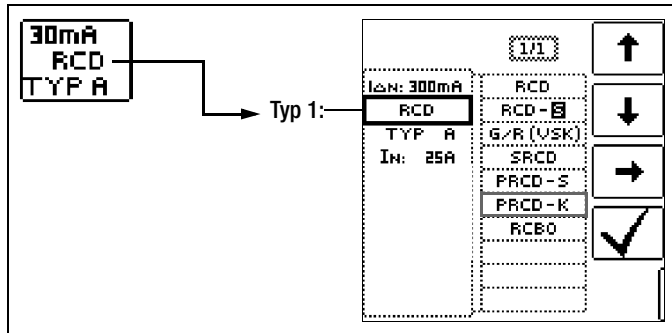 30mA
RCD
TYP A
Typ 1:
1/1
I∆N: 300mA
RCD
TYP A
IN: 25A
RCD
RCD-S
G/R (VSK)
SRCD
PRCD-S
PRCD-K
RCBO